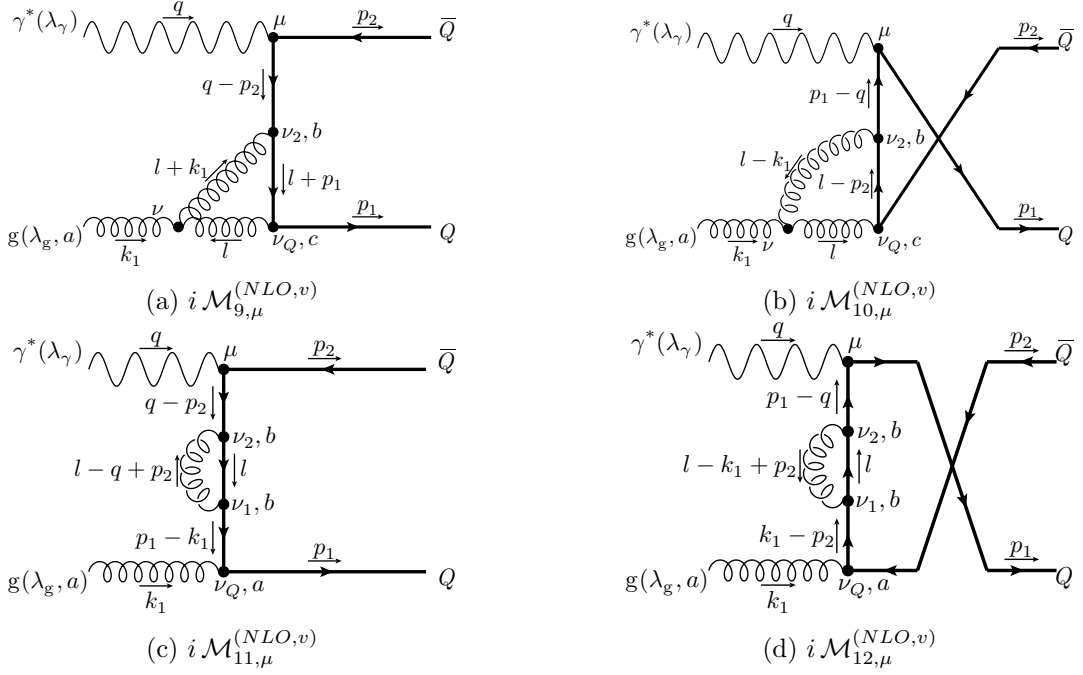 γ*(λ_γ) q μ p_2 Q̅
q − p_2
ν_2, b
l + k_1 l + p_1
ν p_1
g(λ_g, a) k_1 l ν_Q, c Q
(a) i M_{9,μ}^{(NLO,v)}
γ*(λ_γ) q μ p_2 Q̅
p_1 − q
ν_2, b
l − k_1
l − p_2
p_1
g(λ_g, a) k_1 ν l ν_Q, c Q
(b) i M_{10,μ}^{(NLO,v)}
γ*(λ_γ) q μ p_2 Q̅
q − p_2
ν_2, b
l − q + p_2 l
ν_1, b
p_1 − k_1
p_1
g(λ_g, a) k_1 ν_Q, a Q
(c) i M_{11,μ}^{(NLO,v)}
γ*(λ_γ) q μ p_2 Q̅
p_1 − q
ν_2, b
l − k_1 + p_2 l
ν_1, b
k_1 − p_2
p_1
g(λ_g, a) k_1 ν_Q, a Q
(d) i M_{12,μ}^{(NLO,v)}